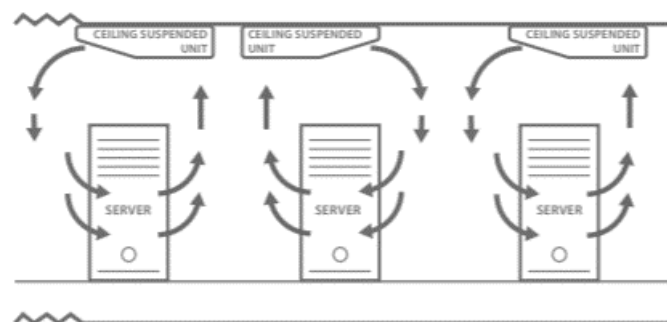 CEILING SUSPENDED
UNIT
CEILING SUSPENDED
UNIT
CEILING SUSPENDED
UNIT
SERVER
SERVER
SERVER